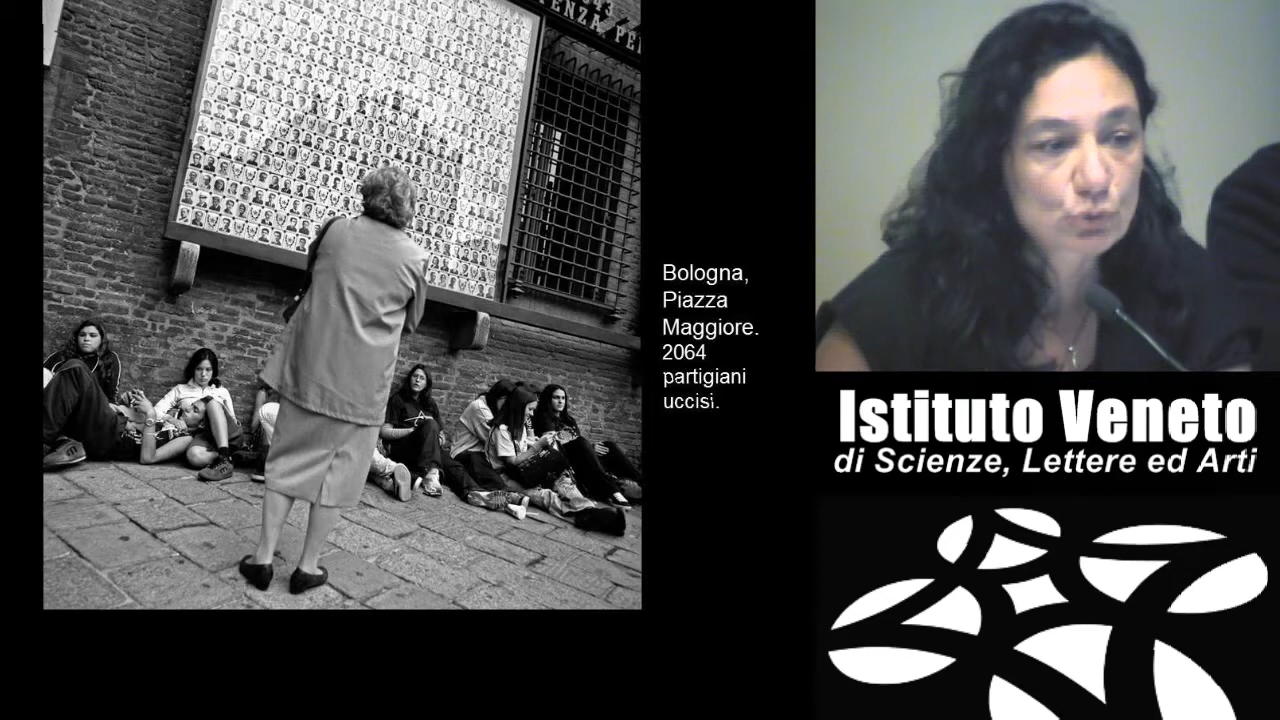 Bologna,
Piazza
Maggiore.
2064
partigiani
uccisi.
Istituto Veneto
di Scienze, Lettere ed Arti